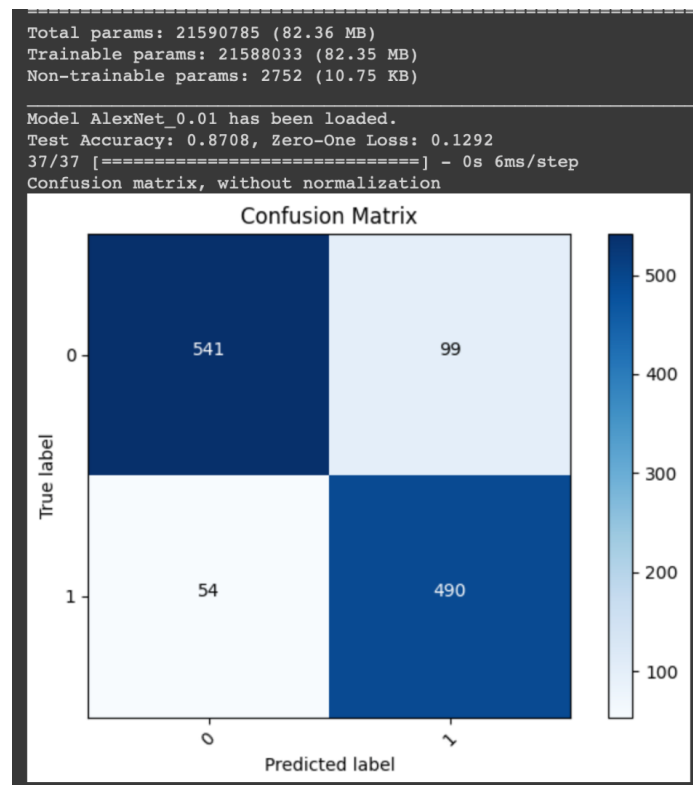 Total params: 21590785 (82.36 MB)
Trainable params: 21588033 (82.35 MB)
Non-trainable params: 2752 (10.75 KB)
Model AlexNet_0.01 has been loaded.
Test Accuracy: 0.8708, Zero-One Loss: 0.1292
37/37 [==============================] - 0s 6ms/step
Confusion matrix, without normalization
Confusion Matrix
500
541
99
0
400
300
True label
200
54
490
1
100
0
1
Predicted label